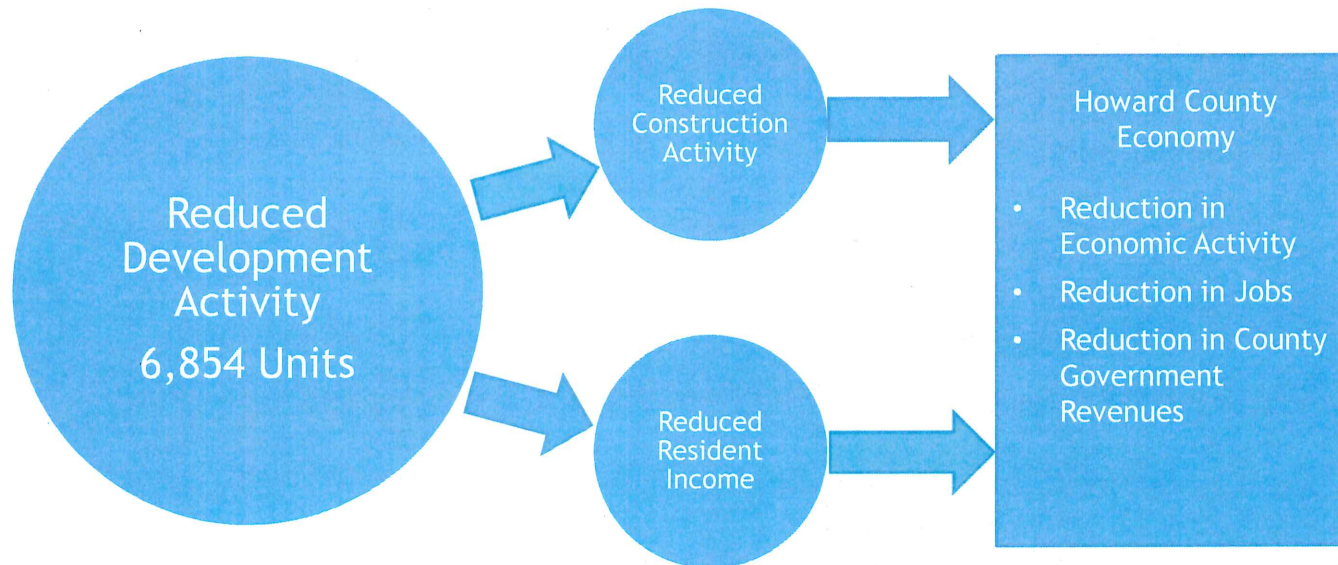 Reduced
Development
Activity
6,854 Units
Reduced
Construction
Activity
Reduced
Resident
Income
Howard County
Economy
• Reduction in
Economic Activity
• Reduction in Jobs
• Reduction in County
Government
Revenues